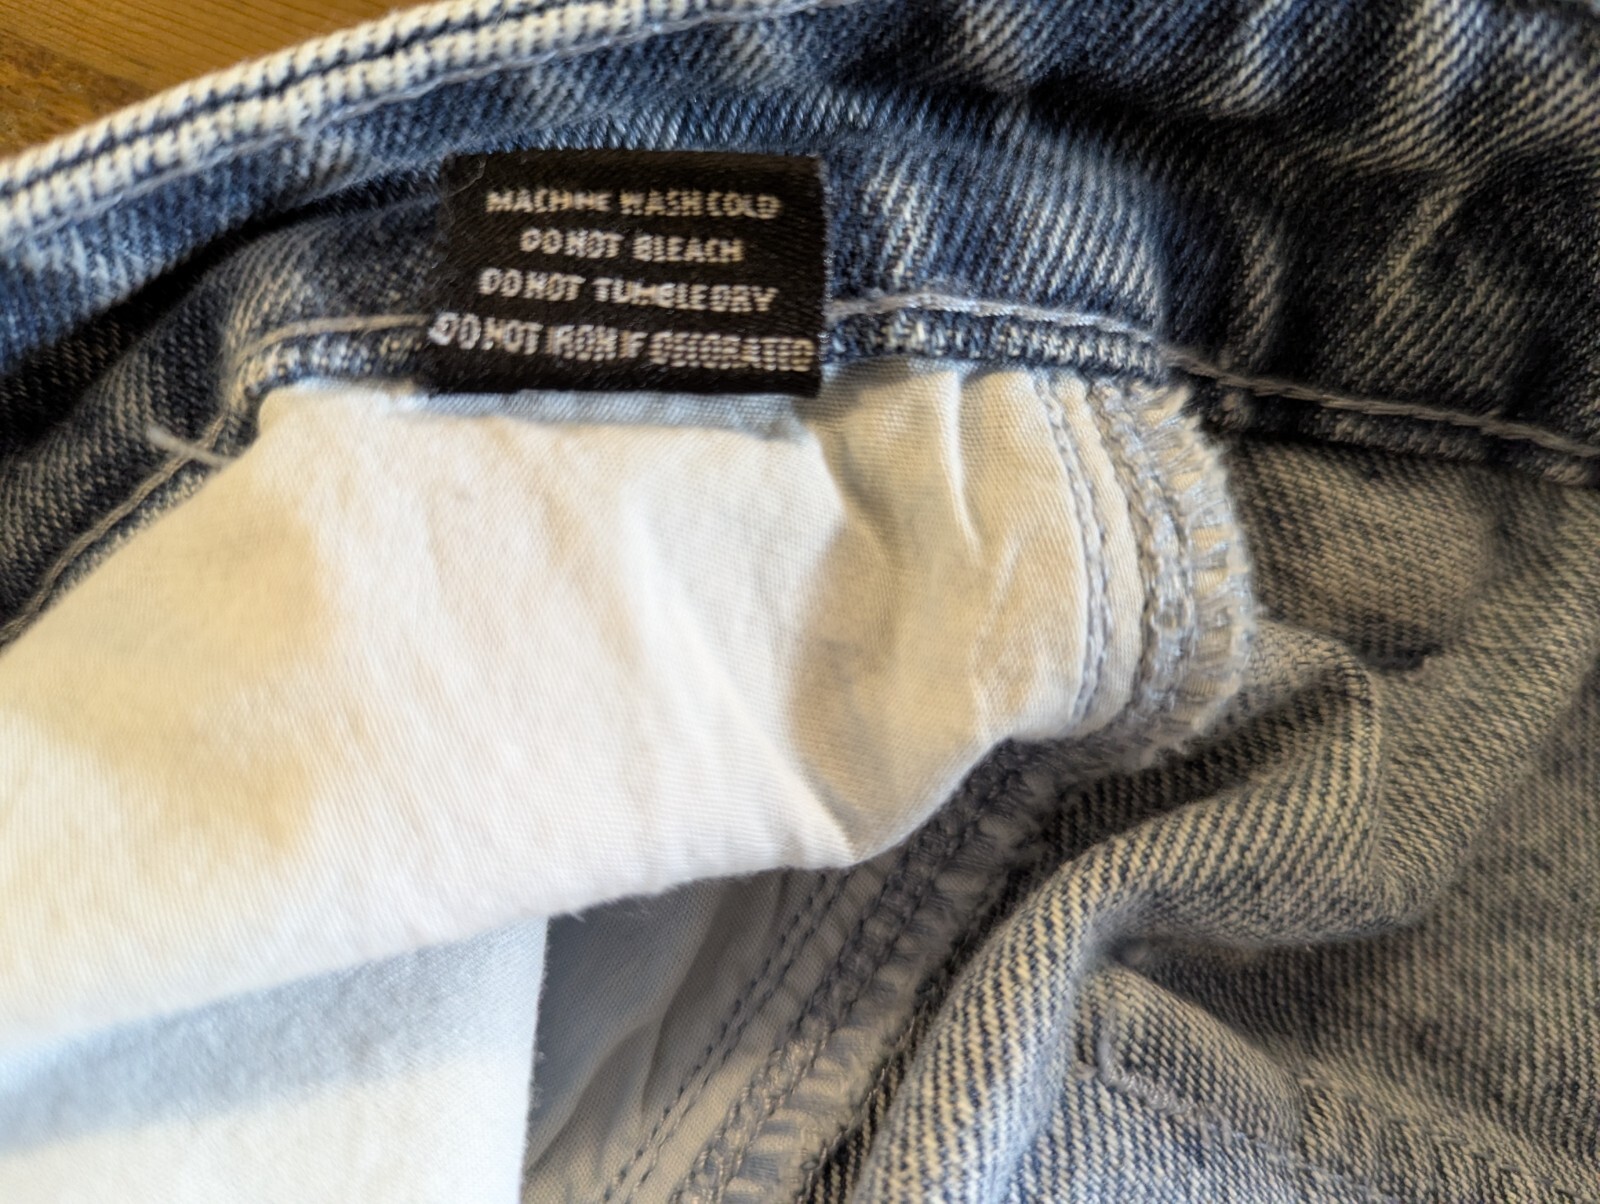 MACHINE WASH COLD
DO NOT BLEACH
DO NOT TUMBLE DRY
DO NOT IRON IF DECORATED